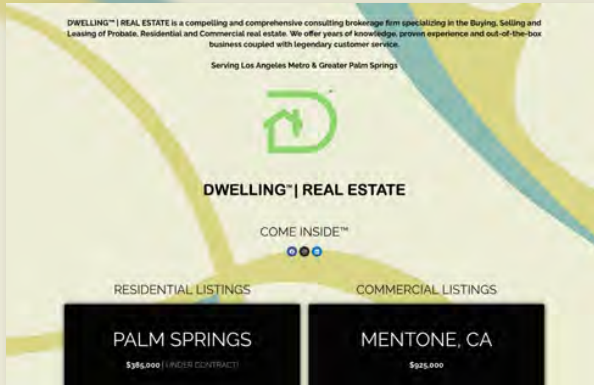 DWELLING™ | REAL ESTATE is a compelling and comprehensive consulting brokerage firm specializing in the Buying, Selling and
Leasing of Probate, Residential and Commercial real estate. We offer years of knowledge, proven experience and out-of-the-box
business coupled with legendary customer service.
Serving Los Angeles Metro & Greater Palm Springs
DWELLING™ | REAL ESTATE
COME INSIDE™
RESIDENTIAL LISTINGS
COMMERCIAL LISTINGS
PALM SPRINGS
$385,000 (UNDER CONTRACT)
MENTONE, CA
$925,000